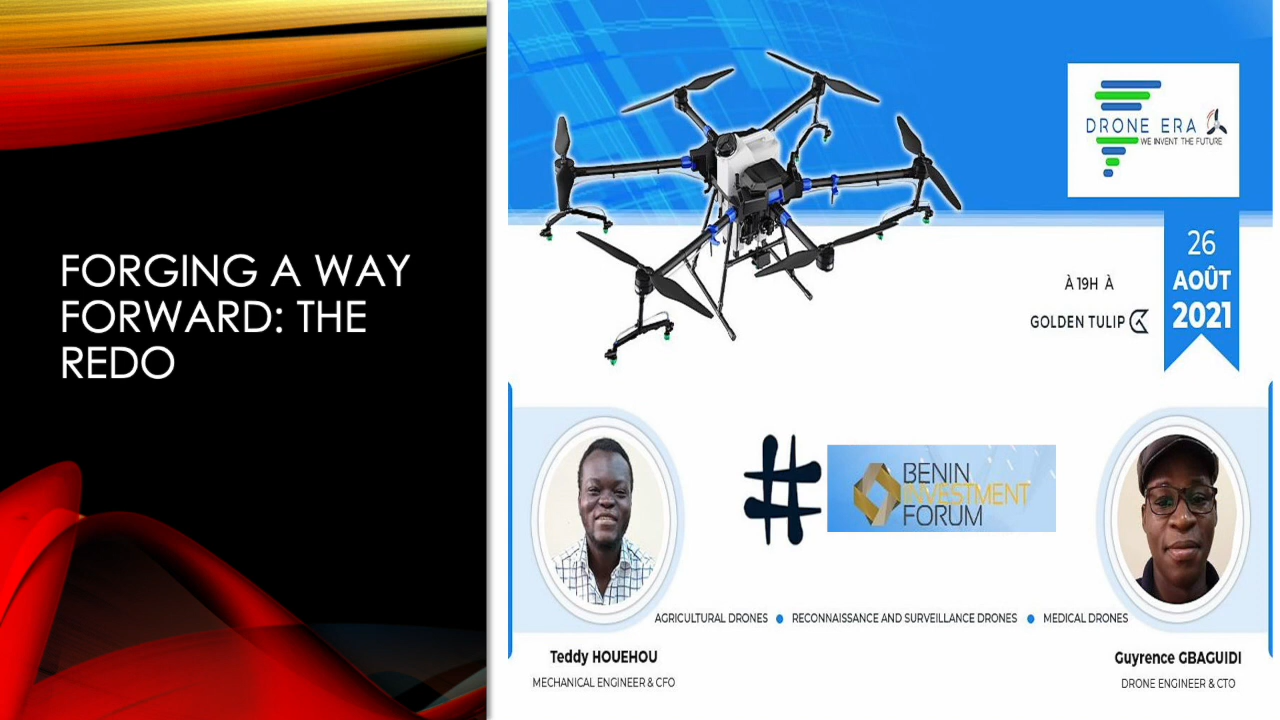 FORGING A WAY
FORWARD: THE
REDO
DRONE ERA
WE INVENT THE FUTURE
26
AOÛT
2021
À 19H À
GOLDEN TULIP
#
BENIN
INVESTMENT
FORUM
AGRICULTURAL DRONES ● RECONNAISSANCE AND SURVEILLANCE DRONES ● MEDICAL DRONES
Teddy HOUEHOU
MECHANICAL ENGINEER & CFO
Guyrence GBAGUIDI
DRONE ENGINEER & CTO